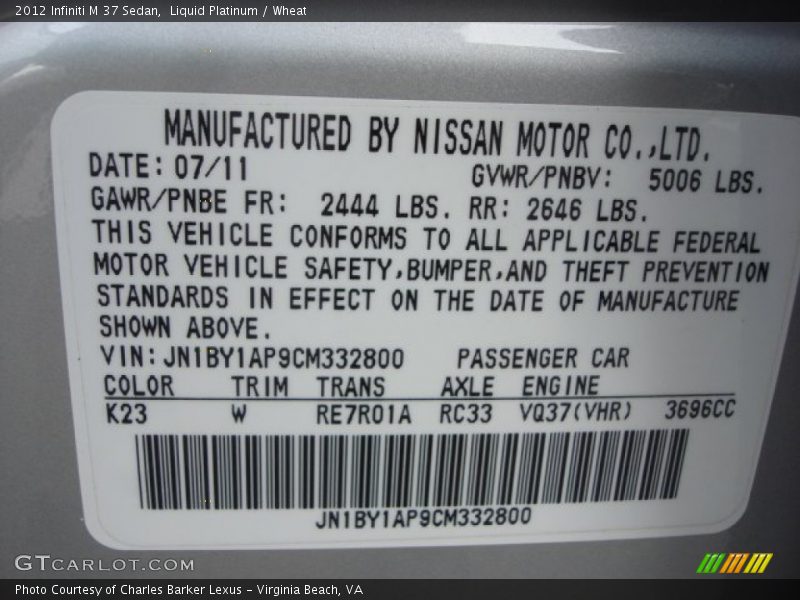 2012 Infiniti M 37 Sedan,  Liquid Platinum / Wheat
MANUFACTURED BY NISSAN MOTOR CO.,LTD.
DATE: 07/11 GVWR/PNBV: 5006 LBS.
GAWR/PNBE FR: 2444 LBS. RR: 2646 LBS.
THIS VEHICLE CONFORMS TO ALL APPLICABLE FEDERAL
MOTOR VEHICLE SAFETY,BUMPER,AND THEFT PREVENTION
STANDARDS IN EFFECT ON THE DATE OF MANUFACTURE
SHOWN ABOVE.
VIN:JN1BY1AP9CM332800 PASSENGER CAR
COLOR TRIM TRANS AXLE ENGINE
K23 W RE7R01A RC33 VQ37(VHR) 3696CC
JN1BY1AP9CM332800
GTCARLOT.COM
Photo Courtesy of Charles Barker Lexus - Virginia Beach, VA